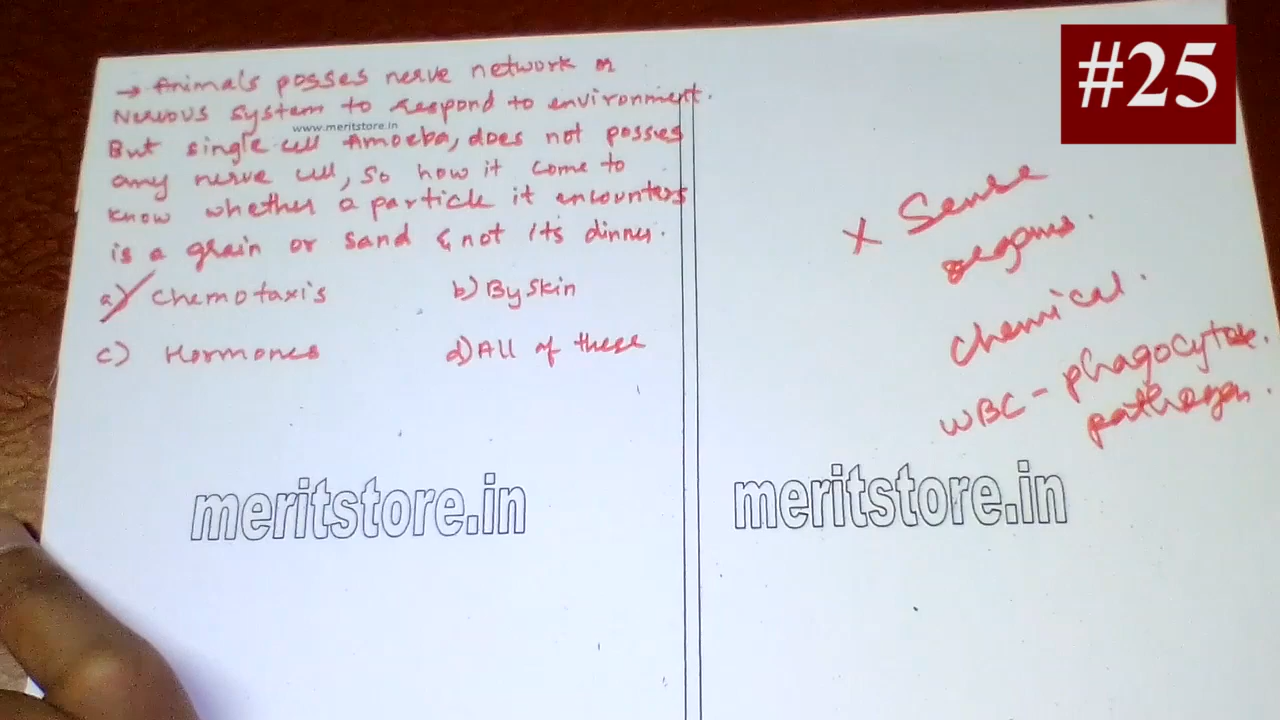 #25
→ Animals posses nerve network or
Nervous system to respond to environment.
www.meritstore.in
But single cell Amoeba, does not posses
any nerve cell, so how it come to
know whether a particle it encounters
is a grain or sand & not its dinner.
a) Chemotaxis b) By Skin
c) Hormones d) All of these
x Sense
organs.
Chemical.
WBC - phagocytose.
pathogen.
meritstore.in meritstore.in